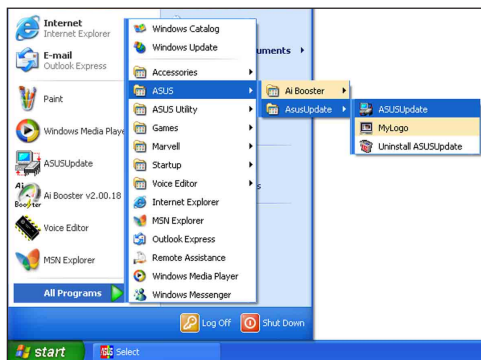 Internet
Internet Explorer
E-mail
Outlook Express
Paint
Windows Media Playe
ASUSUpdate
Ai Booster v2.00.18
Voice Editor
MSN Explorer
All Programs
Windows Catalog
Windows Update
Accessories
ASUS
ASUS Utility
Games
Marvell
Startup
Voice Editor
Internet Explorer
MSN Explorer
Outlook Express
Remote Assistance
Windows Media Player
Windows Messenger
uments
s
Ai Booster
AsusUpdate
ASUSUpdate
MyLogo
Uninstall ASUSUpdate
Log Off
Shut Down
start
Select